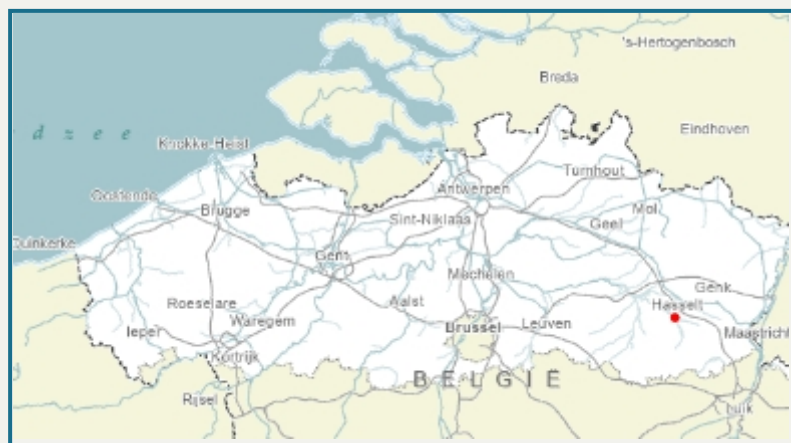 's-Hertogenbosch
Breda
d z e e
Eindhoven
Knokke-Heist
Turnhout
Antwerpen
Oostende
Mol
Brugge
Sint-Niklaas
Geel
Duinkerke
Gent
Mechelen
Genk
Roeselare
Aalst
Hasselt
Waregem
Ieper
Brussel
Leuven
Maastricht
Kortrijk
BELGIË
Rijsel
Luik